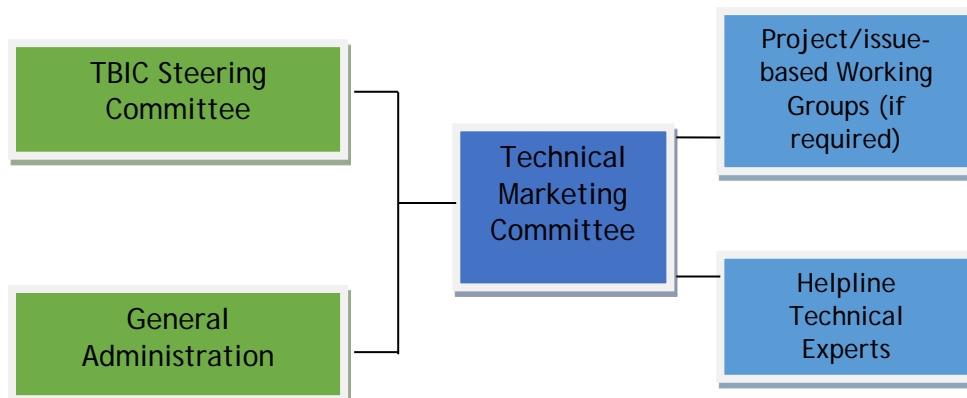 TBIC Steering
Committee
General
Administration
Technical
Marketing
Committee
Project/issue-
based Working
Groups (if
required)
Helpline
Technical
Experts